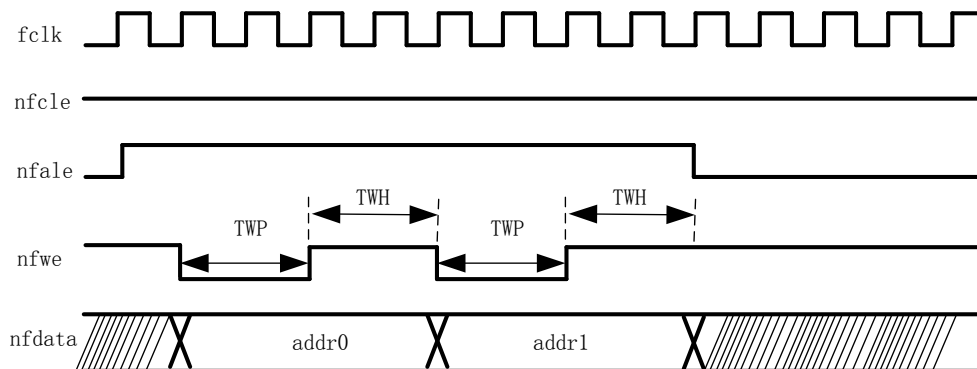 fclk
nfcle
nfale
TWH TWH
TWP TWP
nfwe
nfdata addr0 addr1